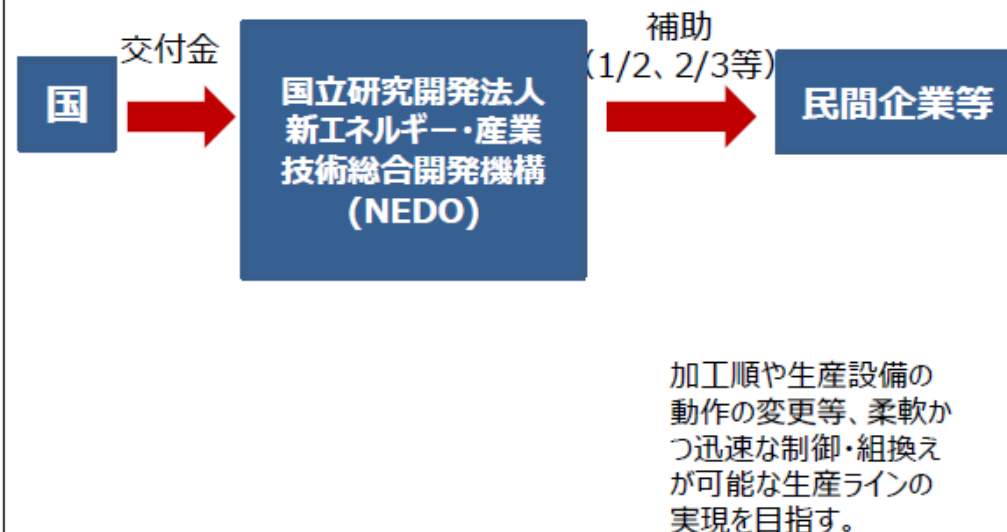 交付金
国
国立研究開発法人
新エネルギー・産業
技術総合開発機構
(NEDO)
補助
(1/2、2/3等)
民間企業等
加工順や生産設備の
動作の変更等、柔軟か
つ迅速な制御・組換え
が可能な生産ラインの
実現を目指す。